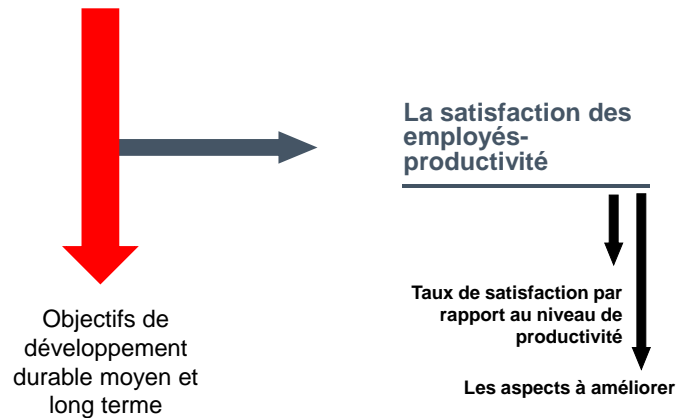 La satisfaction des
employés-
productivité
Taux de satisfaction par
rapport au niveau de
productivité
Les aspects à améliorer
Objectifs de
développement
durable moyen et
long terme